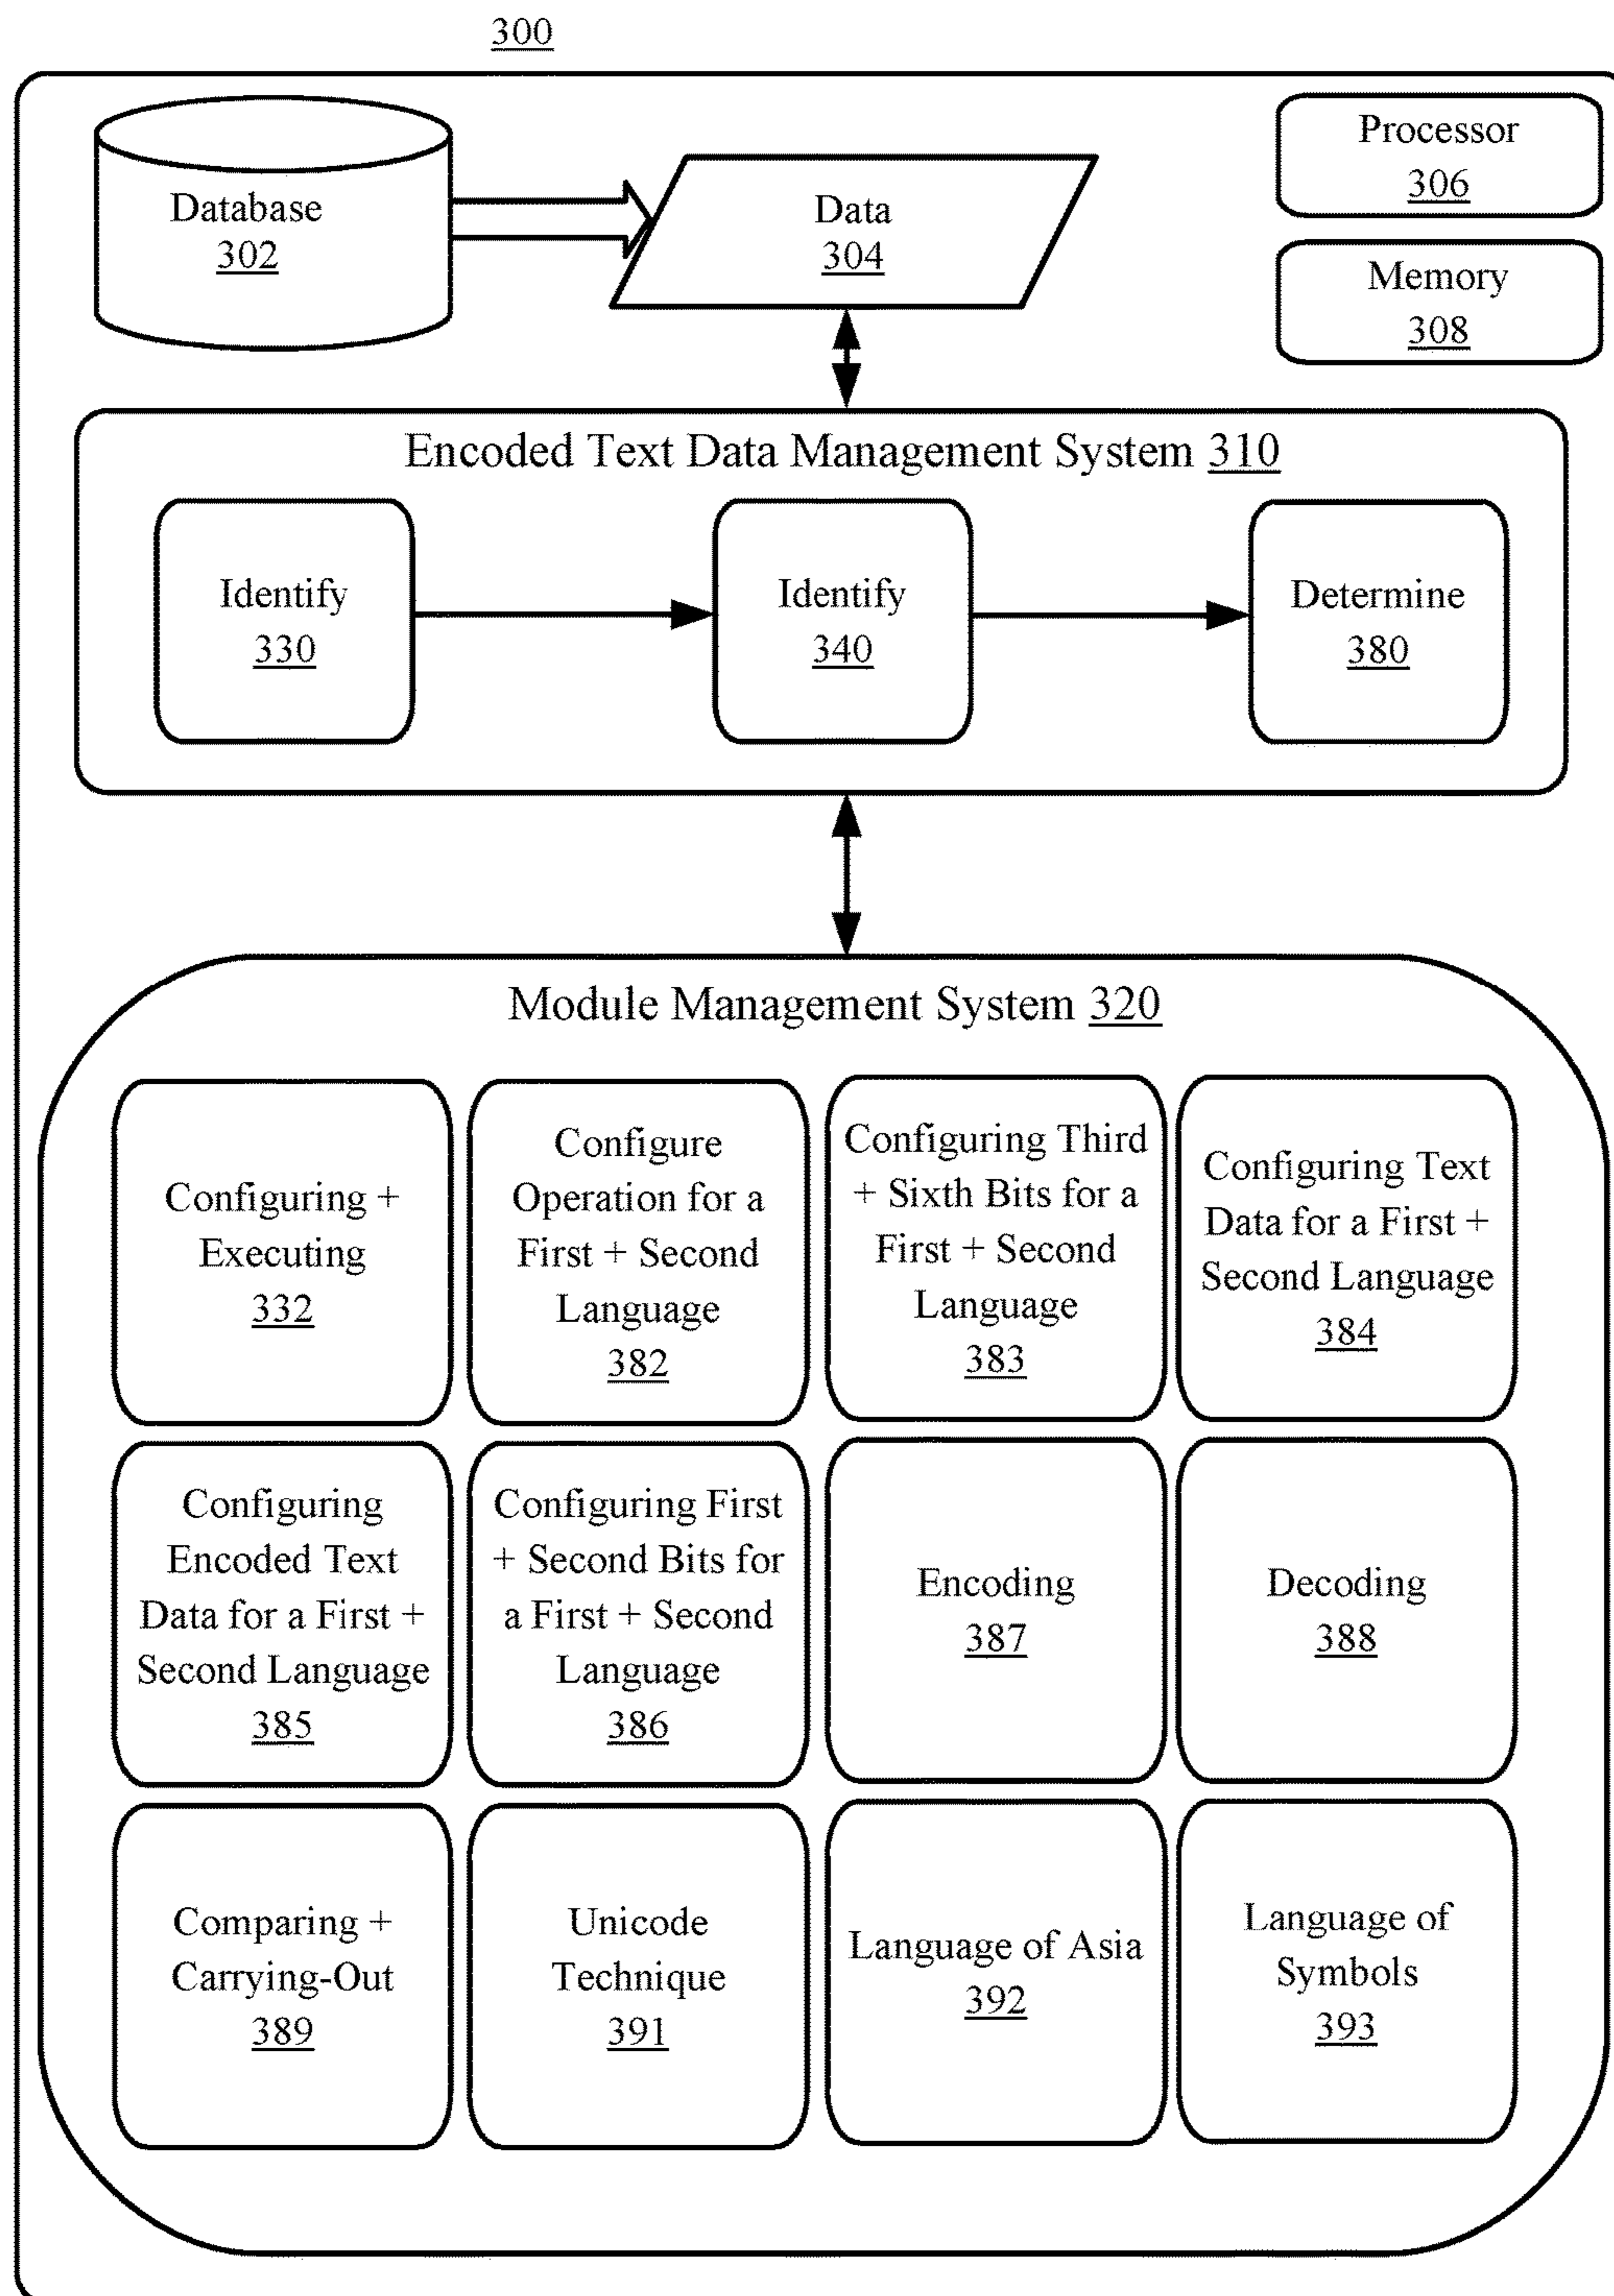 300
Database
302
Data
304
Processor
306
Memory
308
Encoded Text Data Management System 310
Identify
330
Identify
340
Determine
380
Module Management System 320
Configuring +
Executing
332
Configure
Operation for a
First + Second
Language
382
Configuring Third
+ Sixth Bits for a
First + Second
Language
383
Configuring Text
Data for a First +
Second Language
384
Configuring
Encoded Text
Data for a First +
Second Language
385
Configuring First
+ Second Bits for
a First + Second
Language
386
Encoding
387
Decoding
388
Comparing +
Carrying-Out
389
Unicode
Technique
391
Language of Asia
392
Language of
Symbols
393